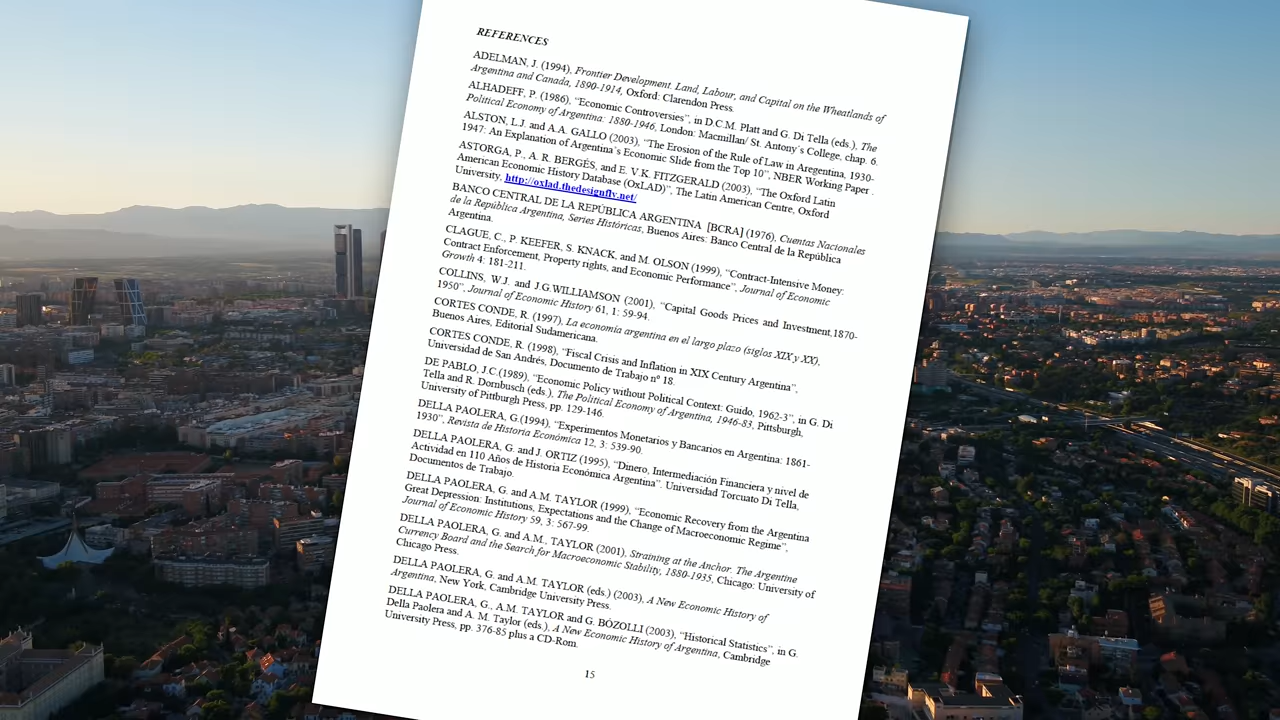 REFERENCES
ADELMAN, J. (1994), Frontier Development. Land, Labour, and Capital on the Wheatlands of
Argentina and Canada, 1890-1914, Oxford: Clarendon Press.
ALHADEFF, P. (1986), "Economic Controversies", in D.C.M. Platt and G. Di Tella (eds.), The
Political Economy of Argentina: 1880-1946, London: Macmillan/ St. Antony´s College, chap. 6.
ALSTON, L.J. and A.A. GALLO (2003), "The Erosion of the Rule of Law in Aregentina, 1930-
1947: An Explanation of Argentina´s Economic Slide from the Top 10", NBER Working Paper .
ASTORGA, P., A. R. BERGÉS, and E. V.K. FITZGERALD (2003), "The Oxford Latin
American Economic History Database (OxLAD)", The Latin American Centre, Oxford
University, http://oxlad.thedesignfly.net/
BANCO CENTRAL DE LA REPÚBLICA ARGENTINA [BCRA] (1976), Cuentas Nacionales
de la República Argentina, Series Históricas, Buenos Aires: Banco Central de la República
Argentina.
CLAGUE, C., P. KEEFER, S. KNACK, and M. OLSON (1999), "Contract-Intensive Money:
Contract Enforcement, Property rights, and Economic Performance", Journal of Economic
Growth 4: 181-211.
COLLINS, W.J. and J.G.WILLIAMSON (2001), "Capital Goods Prices and Investment,1870-
1950", Journal of Economic History 61, 1: 59-94.
CORTES CONDE, R. (1997), La economía argentina en el largo plazo (siglos XIX y XX),
Buenos Aires, Editorial Sudamericana.
CORTES CONDE, R. (1998), "Fiscal Crisis and Inflation in XIX Century Argentina",
Universidad de San Andrés, Documento de Trabajo nº 18.
DE PABLO, J.C.(1989), "Economic Policy without Political Context: Guido, 1962-3", in G. Di
Tella and R. Dornbusch (eds.), The Political Economy of Argentina, 1946-83, Pittsburgh,
University of Pittburgh Press, pp. 129-146.
DELLA PAOLERA, G.(1994), "Experimentos Monetarios y Bancarios en Argentina: 1861-
1930", Revista de Historia Económica 12, 3: 539-90.
DELLA PAOLERA, G. and J. ORTIZ (1995), "Dinero, Intermediación Financiera y nivel de
Actividad en 110 Años de Historia Económica Argentina". Universidad Torcuato Di Tella,
Documentos de Trabajo.
DELLA PAOLERA, G. and A.M. TAYLOR (1999), "Economic Recovery from the Argentina
Great Depression: Institutions, Expectations and the Change of Macroeconomic Regime",
Journal of Economic History 59, 3: 567-99.
DELLA PAOLERA, G. and A.M. TAYLOR (2001), Straining at the Anchor. The Argentine
Currency Board and the Search for Macroeconomic Stability, 1880-1935, Chicago: University of
Chicago Press.
DELLA PAOLERA, G. and A.M. TAYLOR (eds.) (2003), A New Economic History of
Argentina, New York, Cambridge University Press.
DELLA PAOLERA, G., A.M. TAYLOR and G. BÓZOLLI (2003), "Historical Statistics", in G.
Della Paolera and A. M. Taylor (eds.), A New Economic History of Argentina, Cambridge
University Press, pp. 376-85 plus a CD-Rom.
15